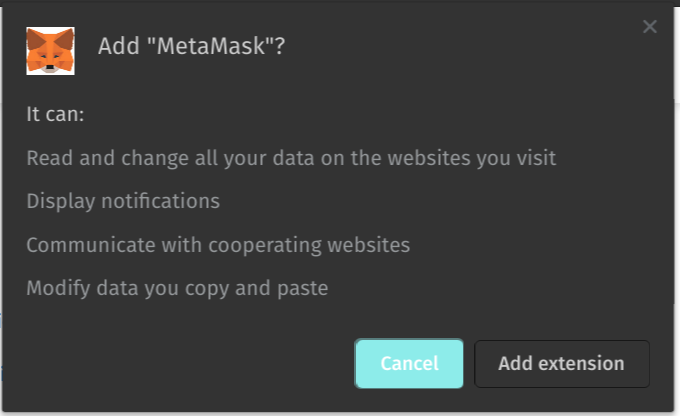 Add "MetaMask"?
It can:
Read and change all your data on the websites you visit
Display notifications
Communicate with cooperating websites
Modify data you copy and paste
Cancel
Add extension